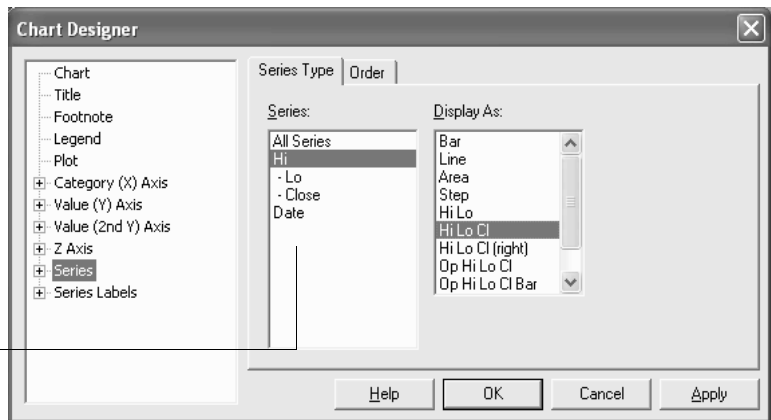 Chart Designer
Chart
Title
Footnote
Legend
Plot
Category (X) Axis
Value (Y) Axis
Value (2nd Y) Axis
Z Axis
Series
Series Labels
Series Type
Order
Series:
All Series
Hi
- Lo
- Close
Date
Display As:
Bar
Line
Area
Step
Hi Lo
Hi Lo Cl
Hi Lo Cl (right)
Op Hi Lo Cl
Op Hi Lo Cl Bar
Help
OK
Cancel
Apply